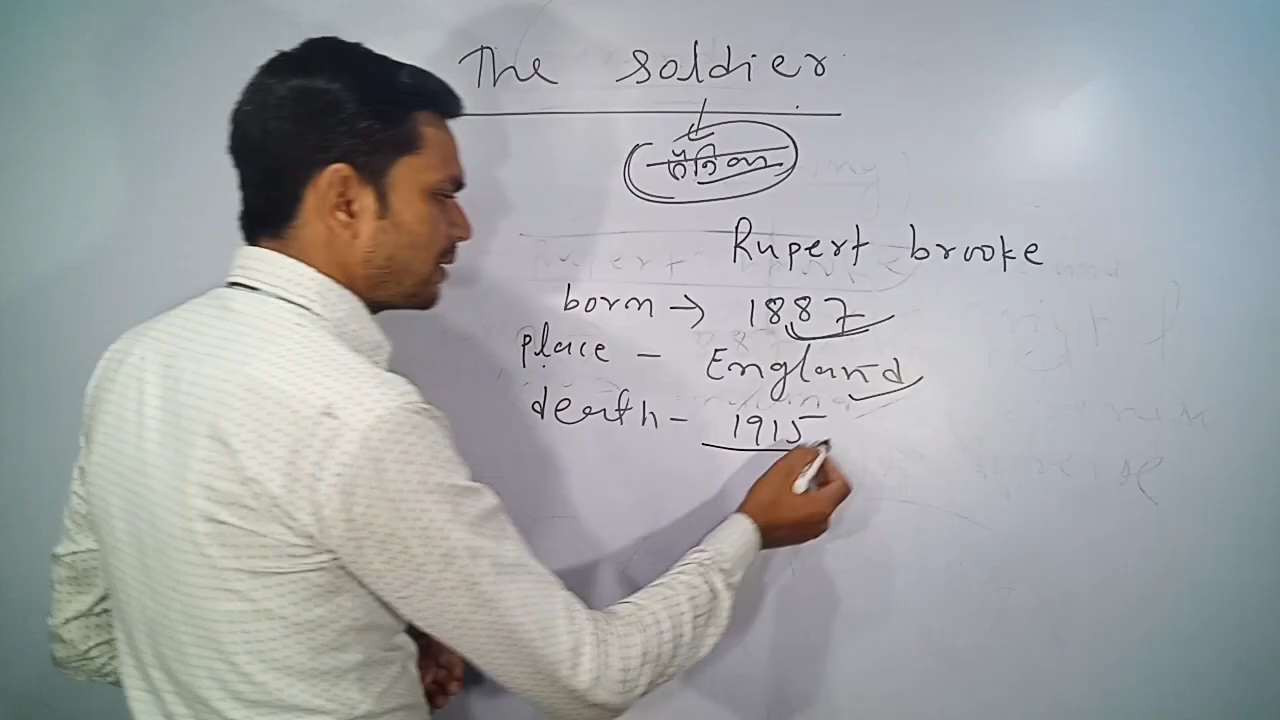 The soldier
सैनिक
Rupert brooke
born → 1887
place - England
death - 1915